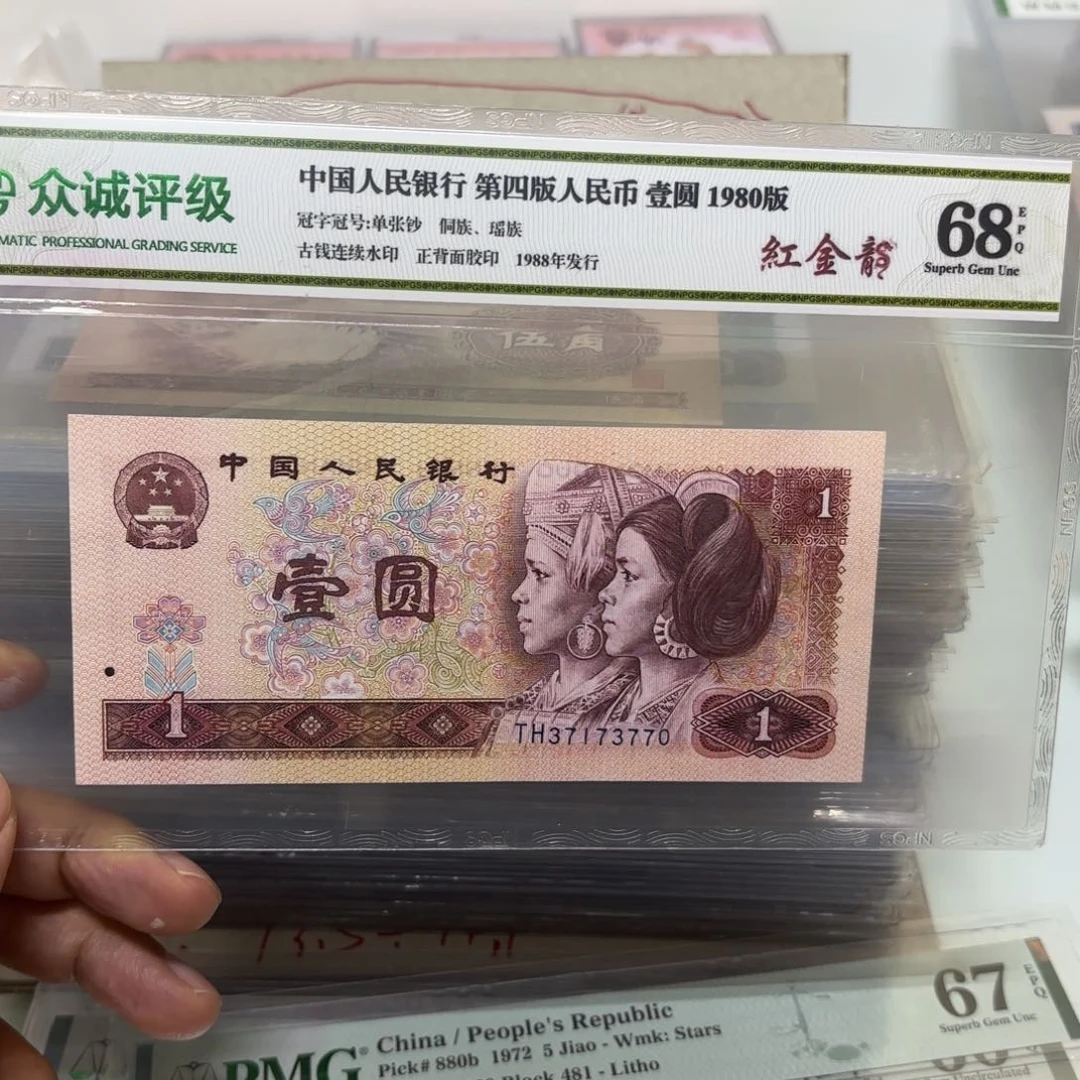 众诚评级
MATIC PROFESSIONAL GRADING SERVICE
中国人民银行 第四版人民币 壹圆 1980版
冠字冠号:单张钞 侗族、瑶族
古钱连续水印 正背面胶印 1988年发行
紅金龍
68 EPQ
Superb Gem Unc
伍角
中国人民银行
1
壹圆
1
TH37173770
1
67 EPQ
Superb Gem Unc
PMG
China / People's Republic
Pick# 880b 1972 5 Jiao - Wmk: Stars
Block 481 - Litho